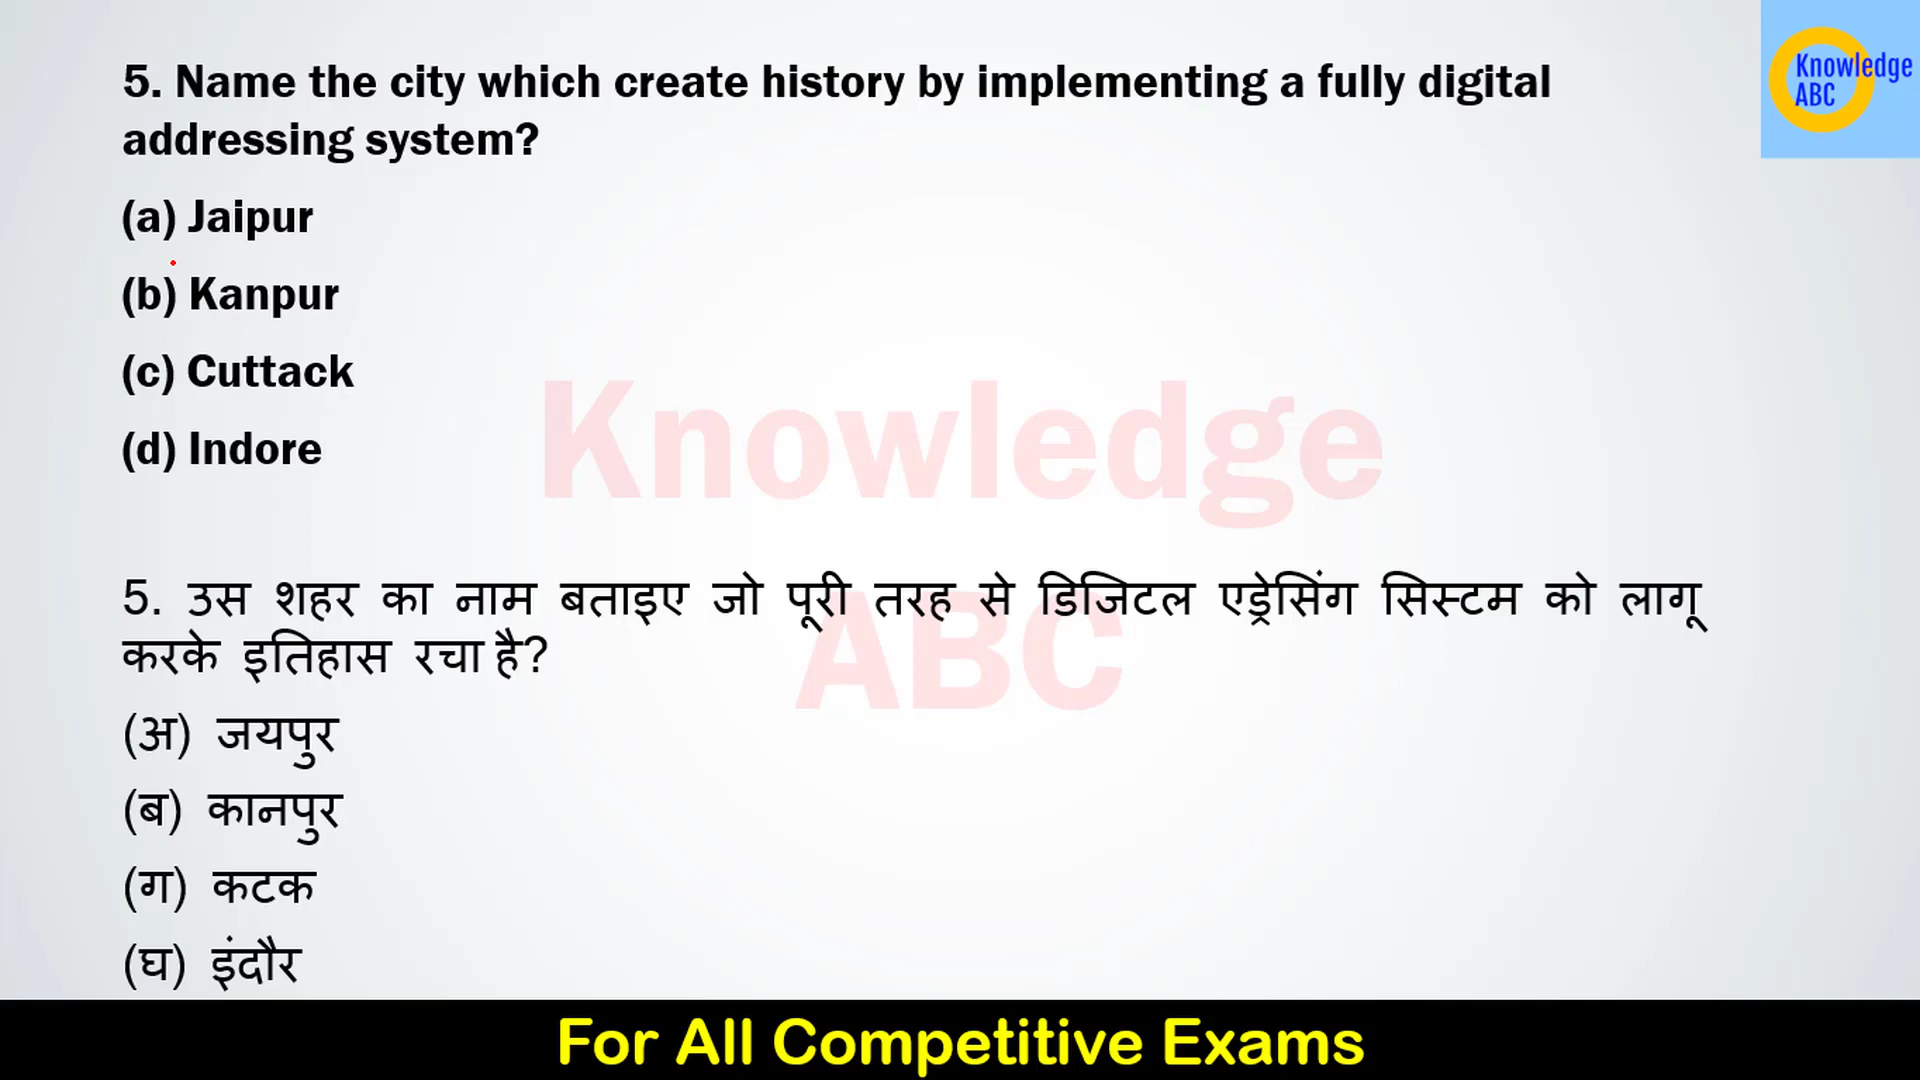 5. Name the city which create history by implementing a fully digital
addressing system?
(a) Jaipur
(b) Kanpur
(c) Cuttack
(d) Indore
5. उस शहर का नाम बताइए जो पूरी तरह से डिजिटल एड्रेसिंग सिस्टम को लागू
करके इतिहास रचा है?
(अ) जयपुर
(ब) कानपुर
(ग) कटक
(घ) इंदौर
Knowledge
ABC
Knowledge
ABC
For All Competitive Exams